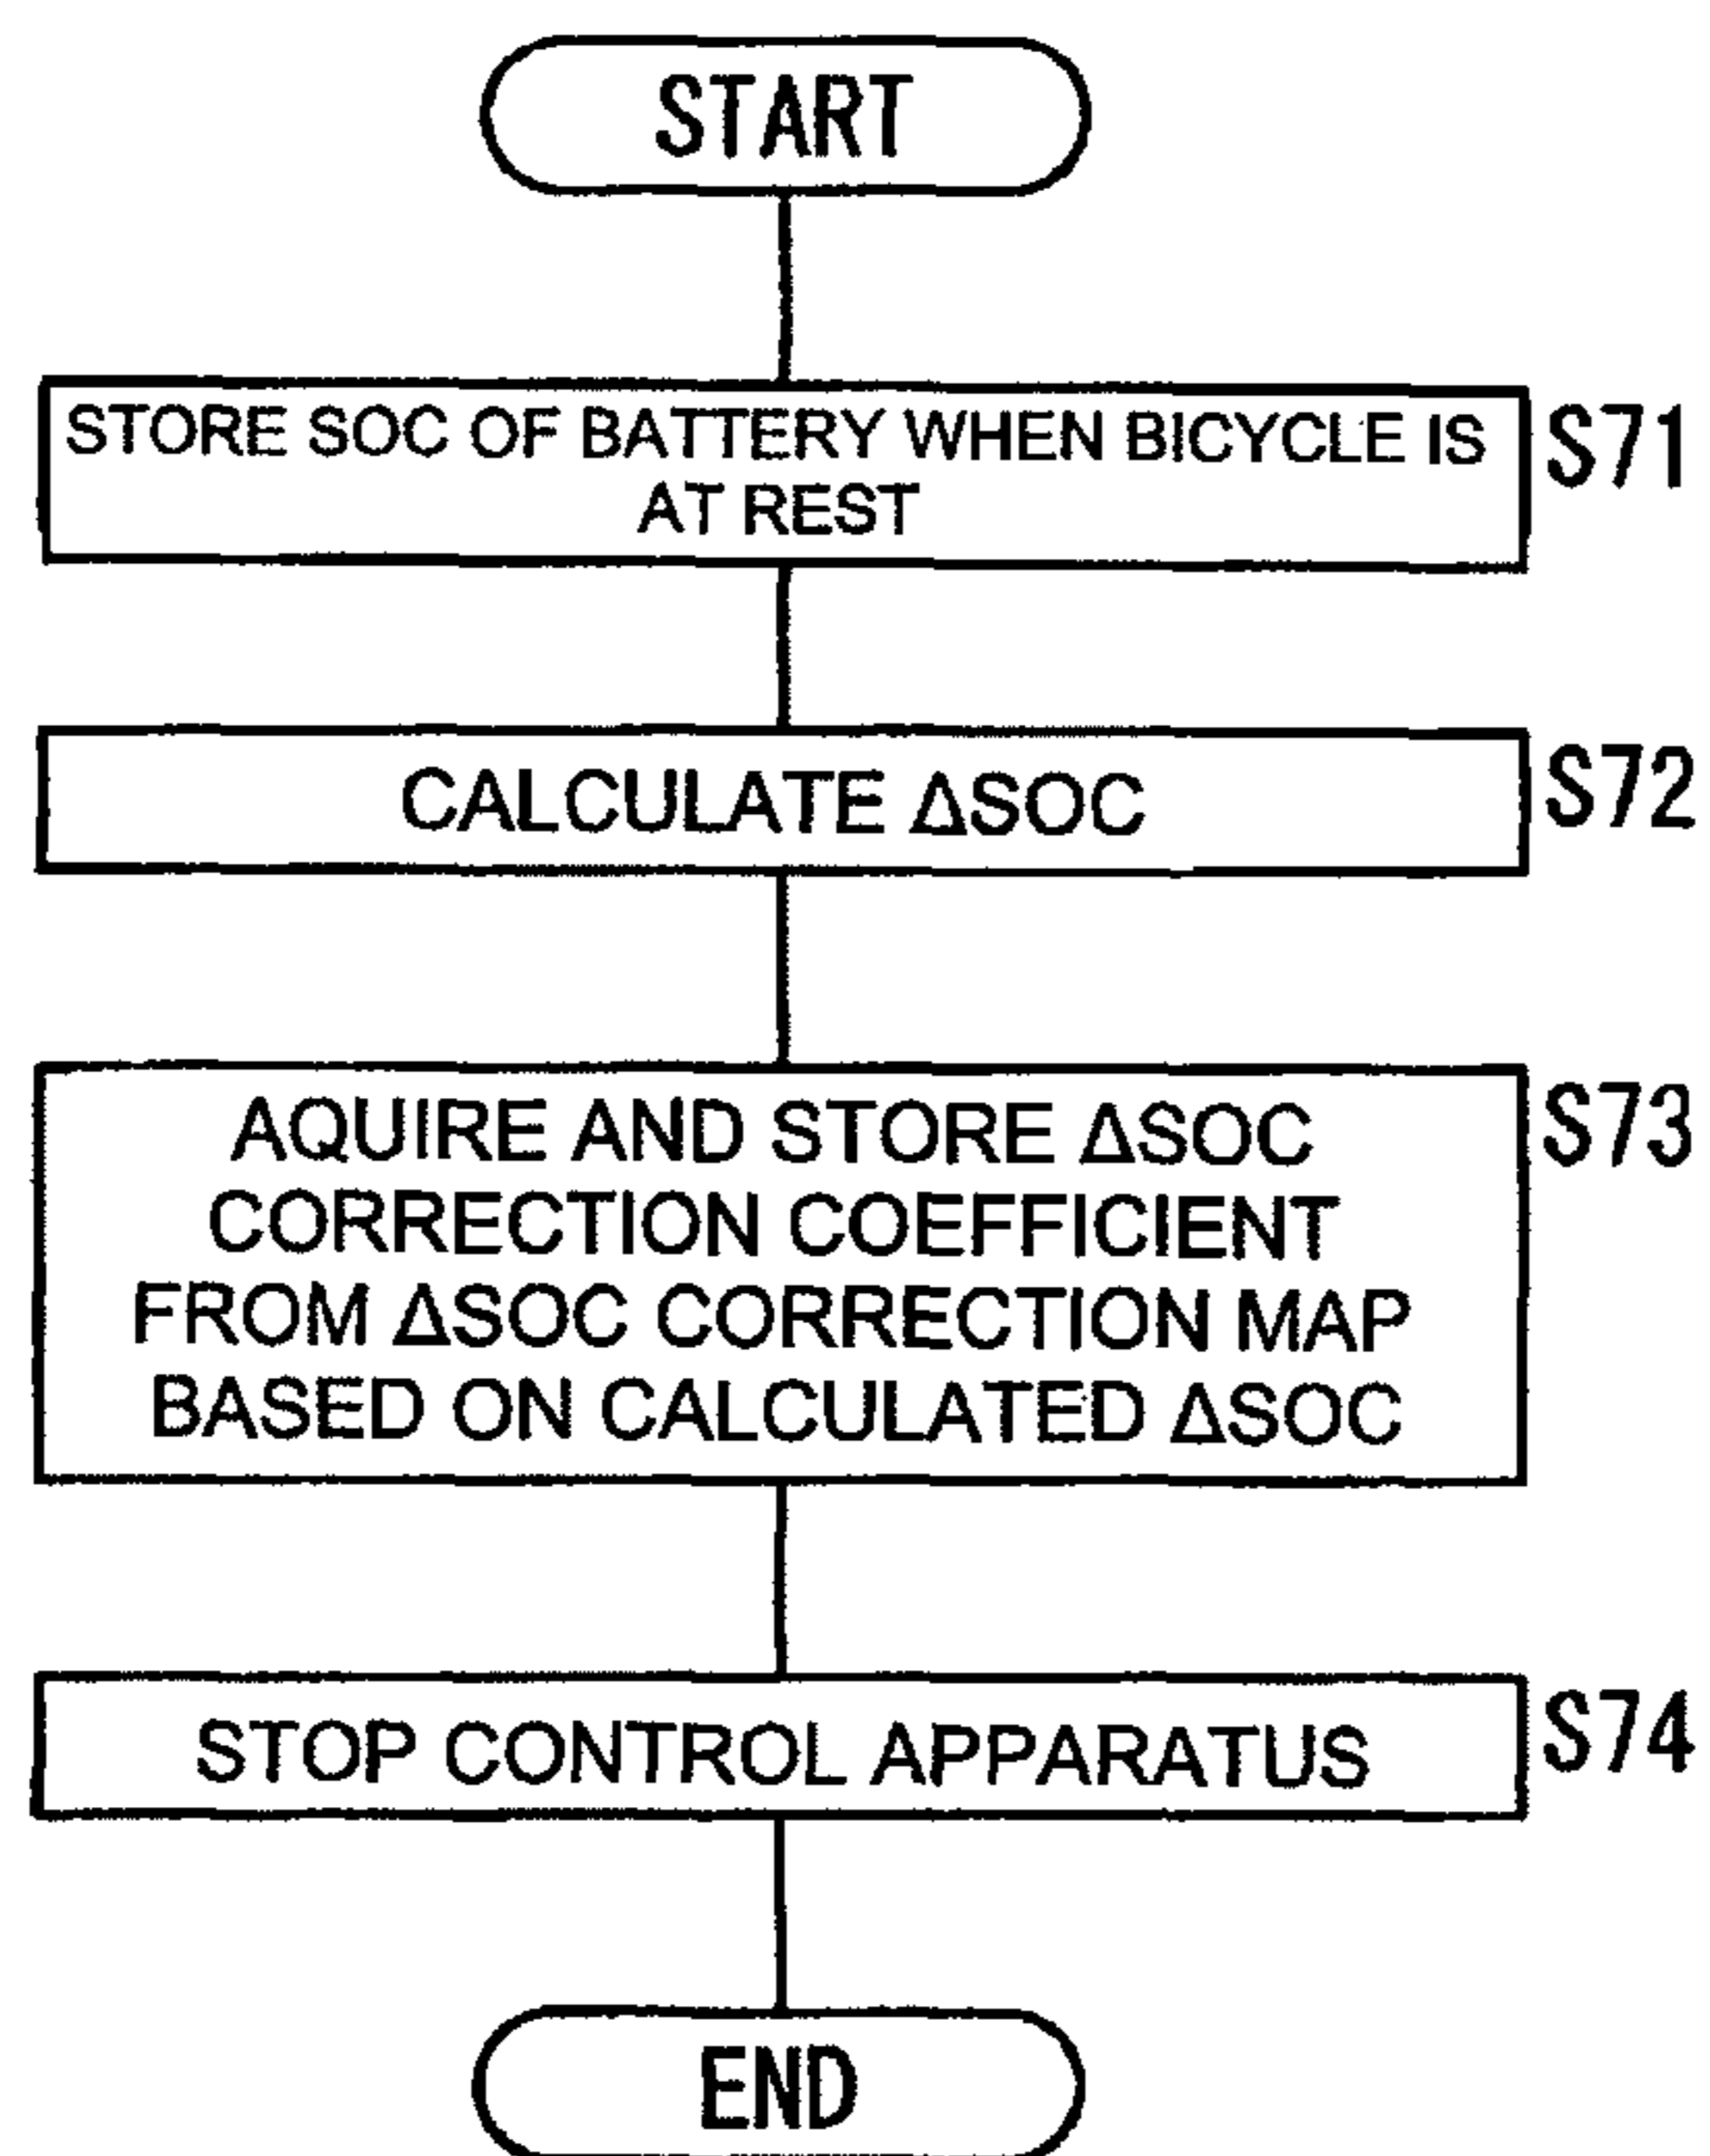 START
STORE SOC OF BATTERY WHEN BICYCLE IS
AT REST
S71
CALCULATE ΔSOC
S72
AQUIRE AND STORE ΔSOC
CORRECTION COEFFICIENT
FROM ΔSOC CORRECTION MAP
BASED ON CALCULATED ΔSOC
S73
STOP CONTROL APPARATUS
S74
END